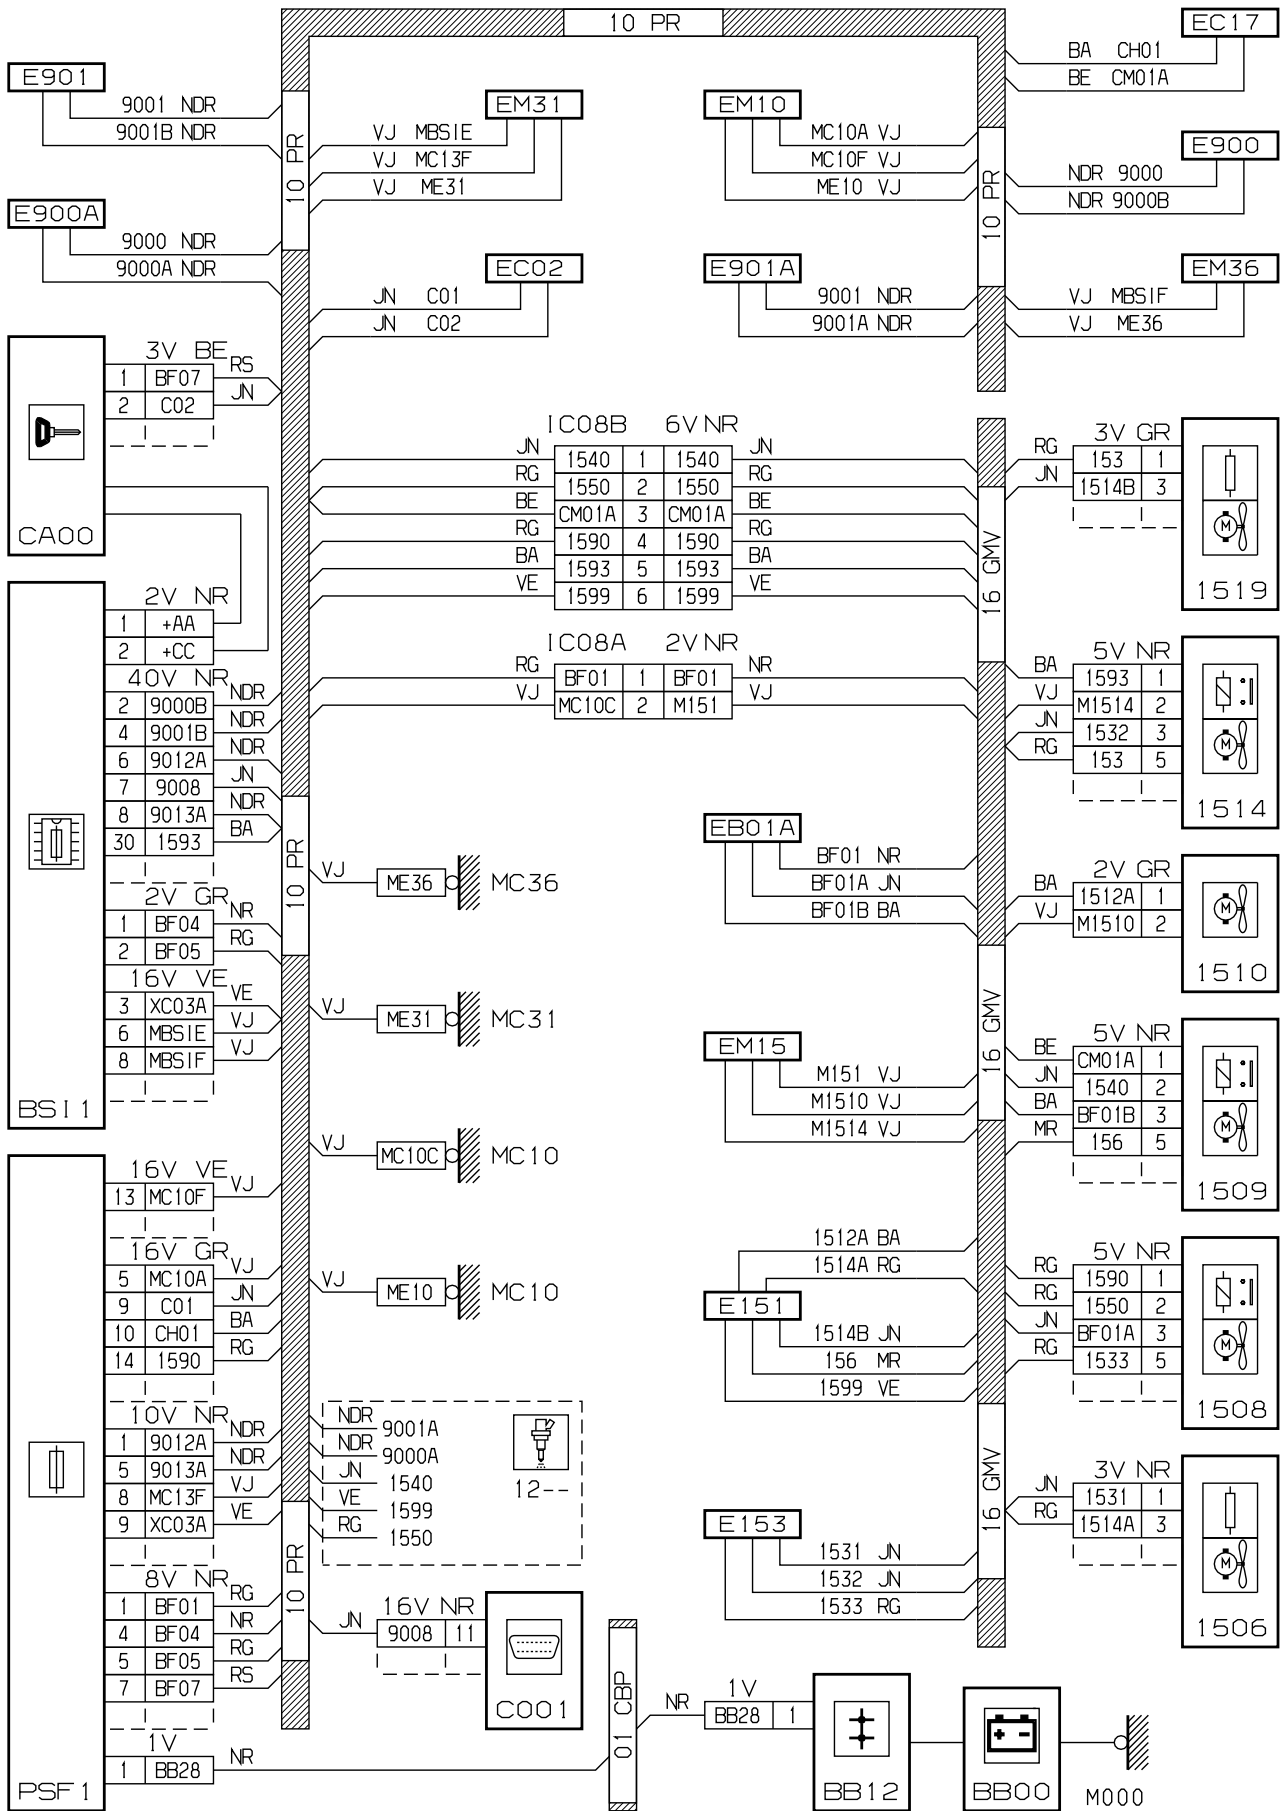 10 PR
EC17
BA CH01
BE CM01A
E901
9001 NDR
9001B NDR
10 PR
EM31
VJ MBSIE
VJ MC13F
VJ ME31
EM10
MC10A VJ
MC10F VJ
ME10 VJ
10 PR
E900
NDR 9000
NDR 9000B
E900A
9000 NDR
9000A NDR
EC02
JN C01
JN C02
E901A
9001 NDR
9001A NDR
EM36
VJ MBSIF
VJ ME36
CA00
3V BE
1 BF07 RS
2 C02 JN
IC08B 6V NR
JN 1540 1 1540 JN
RG 1550 2 1550 RG
BE CM01A 3 CM01A BE
RG 1590 4 1590 RG
BA 1593 5 1593 BA
VE 1599 6 1599 VE
16 GMV
3V GR
RG 153 1
JN 1514B 3
M
1519
IC08A 2V NR
RG BF01 1 BF01 NR
VJ MC10C 2 M151 VJ
5V NR
BA 1593 1
VJ M1514 2
JN 1532 3
RG 153 5
M
1514
BSI1
2V NR
1 +AA
2 +CC
40V NR
2 9000B NDR
4 9001B NDR
6 9012A NDR
7 9008 JN
8 9013A NDR
30 1593 BA
2V GR
1 BF04 NR
2 BF05 RG
16V VE
3 XC03A VE
6 MBSIE VJ
8 MBSIF VJ
10 PR
VJ ME36 MC36
VJ ME31 MC31
VJ MC10C MC10
VJ ME10 MC10
EB01A
BF01 NR
BF01A JN
BF01B BA
2V GR
BA 1512A 1
VJ M1510 2
M
1510
16 GMV
EM15
M151 VJ
M1510 VJ
M1514 VJ
5V NR
BE CM01A 1
JN 1540 2
BA BF01B 3
MR 156 5
M
1509
1512A BA
1514A RG
E151
1514B JN
156 MR
1599 VE
5V NR
RG 1590 1
RG 1550 2
JN BF01A 3
RG 1533 5
M
1508
PSF1
16V VE
13 MC10F VJ
16V GR
5 MC10A VJ
9 C01 JN
10 CH01 BA
14 1590 RG
10V NR
1 9012A NDR
5 9013A NDR
8 MC13F VJ
9 XC03A VE
8V NR
1 BF01 RG
4 BF04 NR
5 BF05 RG
7 BF07 RS
1V
1 BB28 NR
10 PR
NDR 9001A
NDR 9000A
JN 1540
VE 1599
RG 1550
12--
16V NR
JN 9008 11
C001
16 GMV
E153
1531 JN
1532 JN
1533 RG
3V NR
JN 1531 1
RG 1514A 3
M
1506
01 CBP
1V
NR BB28 1
BB12
+ -
BB00
M000